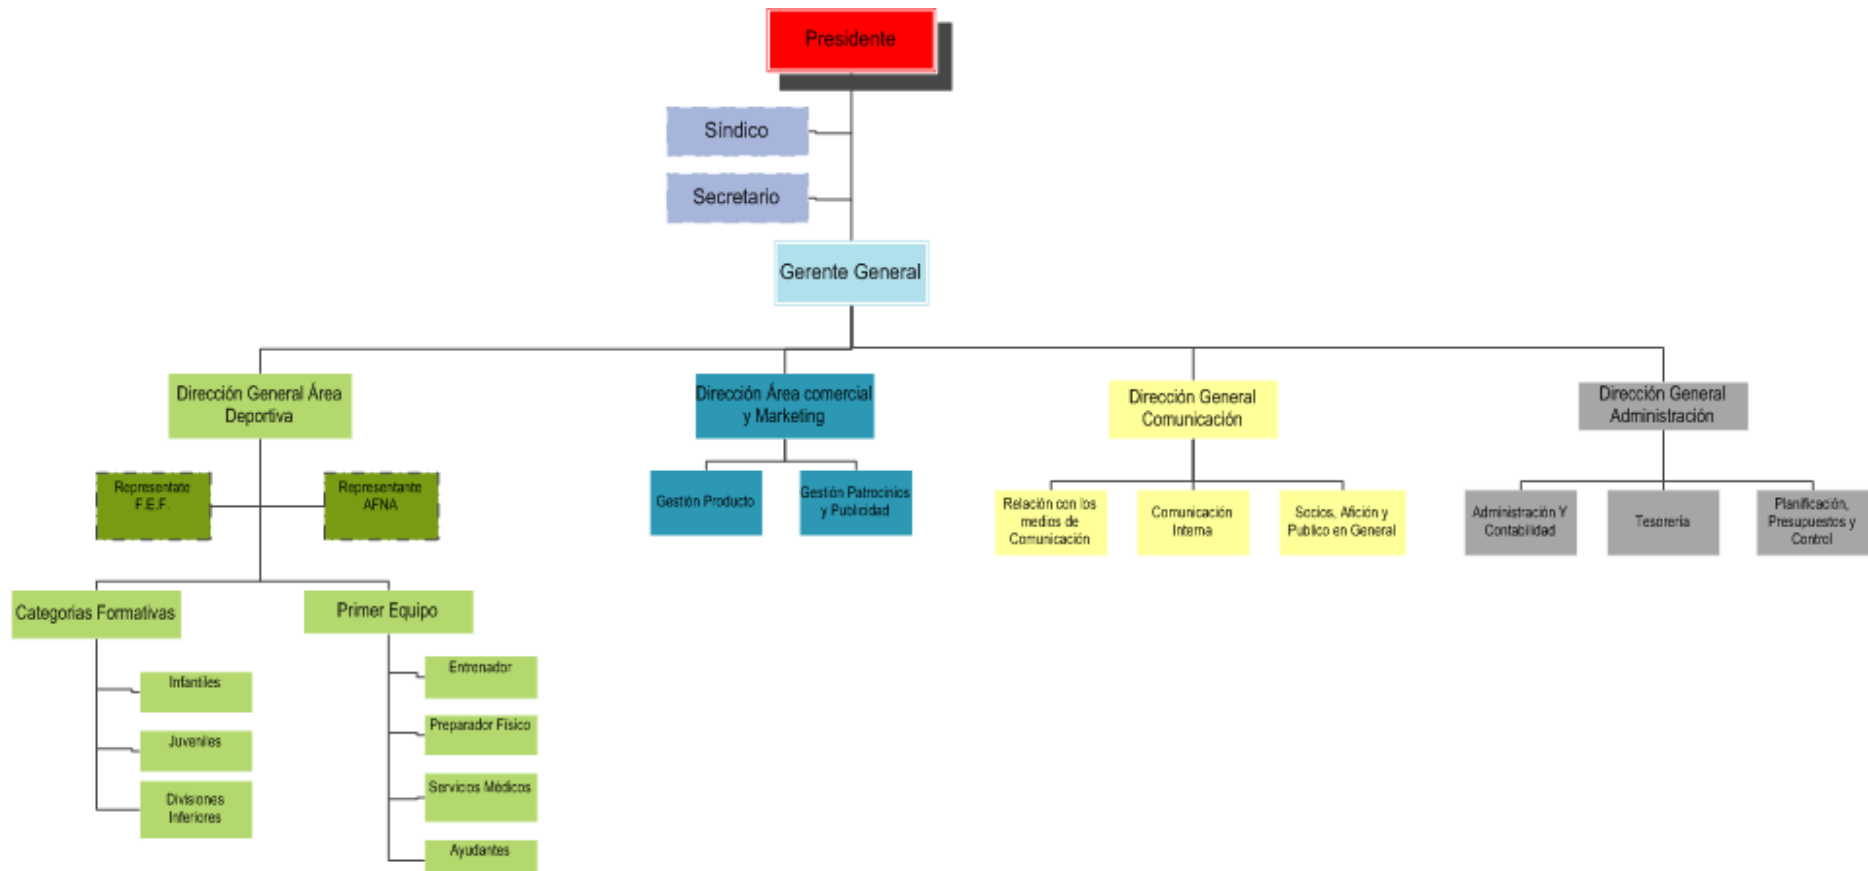 Presidente
Síndico
Secretario
Gerente General
Dirección General Área
Deportiva
Dirección Área comercial
y Marketing
Dirección General
Comunicación
Dirección General
Administración
Representate
F.E.F.
Representante
AFNA
Gestión Producto
Gestión Patrocinios
y Publicidad
Relación con los
medios de
Comunicación
Comunicación
Interna
Socios, Afición y
Publico en General
Administración Y
Contabilidad
Tesorería
Planificación,
Presupuestos y
Control
Categorias Formativas
Primer Equipo
Infantiles
Juveniles
Divisiones
Inferiores
Entrenador
Preparador Físico
Servicios Médicos
Ayudantes